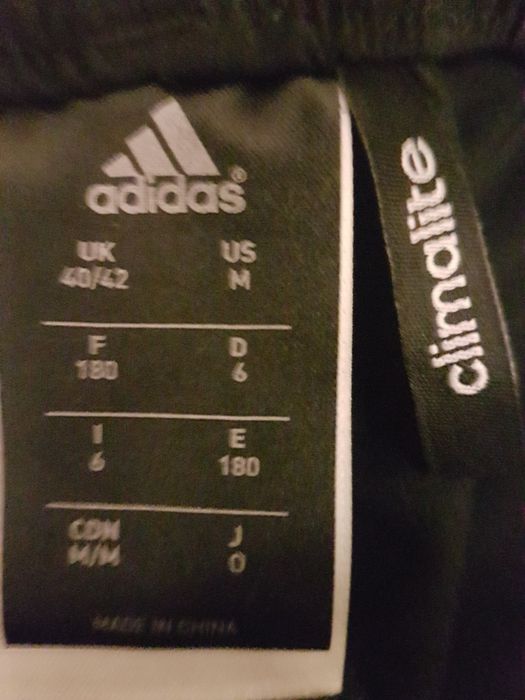 adidas®
UK US
40/42 M
F D
180 6
I E
6 180
CDN J
M/M O
MADE IN CHINA
climalite